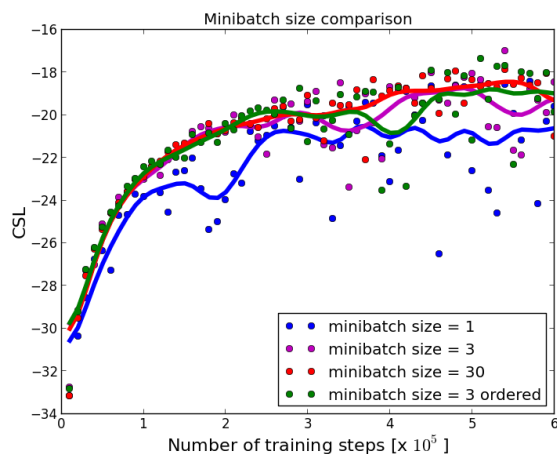 Minibatch size comparison
−16
−18
−20
−22
−24
−26
−28
−30
−32
−34
CSL
0
1
2
3
4
5
6
Number of training steps [x 10^5 ]
minibatch size = 1
minibatch size = 3
minibatch size = 30
minibatch size = 3 ordered